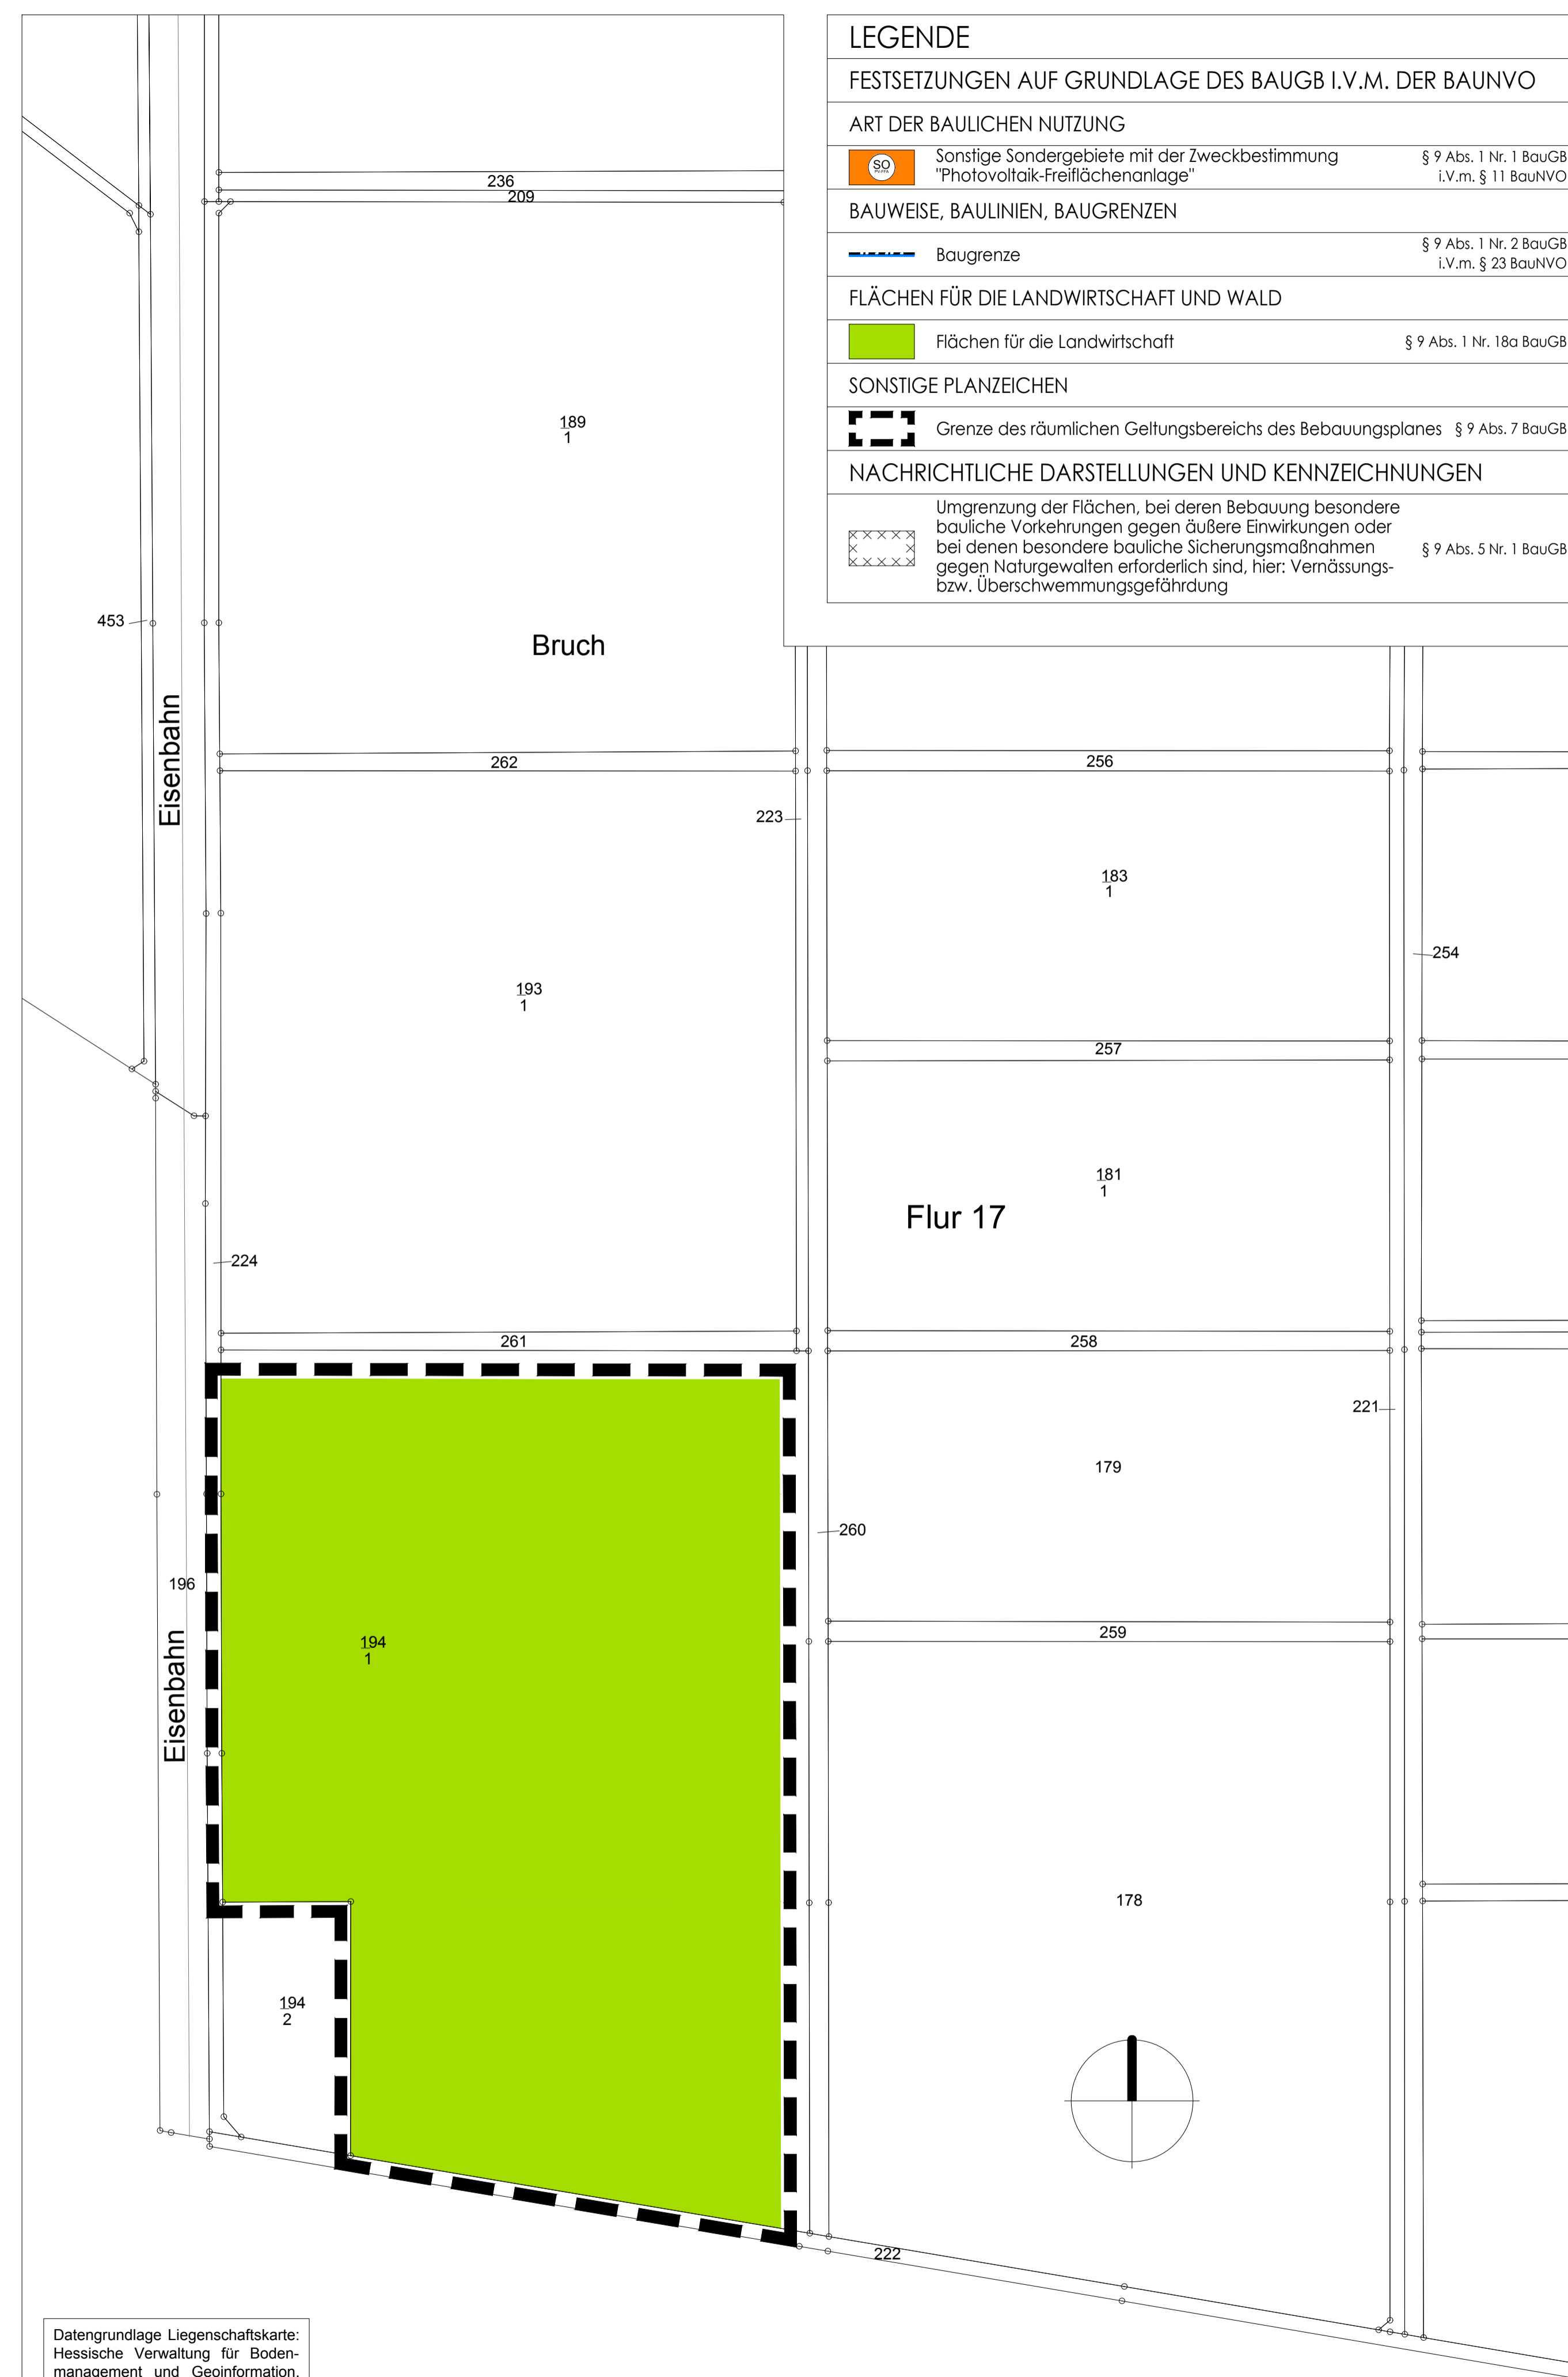 LEGENDE
FESTSETZUNGEN AUF GRUNDLAGE DES BAUGB I.V.M. DER BAUNVO
ART DER BAULICHEN NUTZUNG
SO
PV-FFA
Sonstige Sondergebiete mit der Zweckbestimmung
"Photovoltaik-Freiflächenanlage"
§ 9 Abs. 1 Nr. 1 BauGB
i.V.m. § 11 BauNVO
BAUWEISE, BAULINIEN, BAUGRENZEN
Baugrenze
§ 9 Abs. 1 Nr. 2 BauGB
i.V.m. § 23 BauNVO
FLÄCHEN FÜR DIE LANDWIRTSCHAFT UND WALD
Flächen für die Landwirtschaft § 9 Abs. 1 Nr. 18a BauGB
SONSTIGE PLANZEICHEN
Grenze des räumlichen Geltungsbereichs des Bebauungsplanes § 9 Abs. 7 BauGB
NACHRICHTLICHE DARSTELLUNGEN UND KENNZEICHNUNGEN
Umgrenzung der Flächen, bei deren Bebauung besondere
bauliche Vorkehrungen gegen äußere Einwirkungen oder
bei denen besondere bauliche Sicherungsmaßnahmen
gegen Naturgewalten erforderlich sind, hier: Vernässungs-
bzw. Überschwemmungsgefährdung
§ 9 Abs. 5 Nr. 1 BauGB
236
209
189
1
453
Bruch
Eisenbahn
262
256
223
183
1
254
193
1
257
181
1
Flur 17
224
261
258
221
179
260
196
259
194
1
Eisenbahn
178
194
2
222
Datengrundlage Liegenschaftskarte:
Hessische Verwaltung für Boden-
management und Geoinformation.